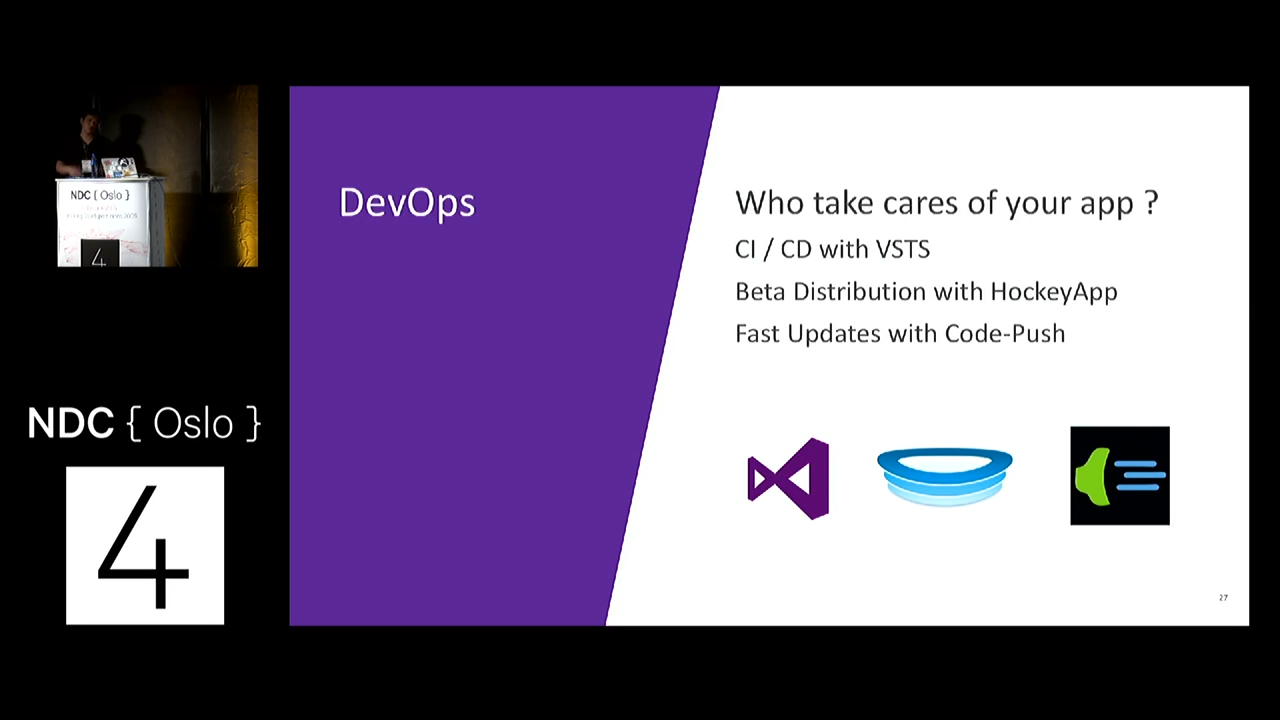 NDC { Oslo }
4
NDC { Oslo }
4
DevOps
Who take cares of your app ?
CI / CD with VSTS
Beta Distribution with HockeyApp
Fast Updates with Code-Push
27